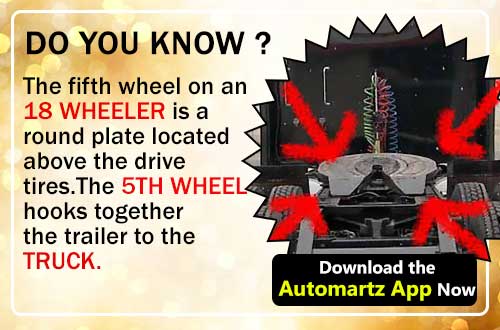 DO YOU KNOW ?
The fifth wheel on an
18 WHEELER is a
round plate located
above the drive
tires.The 5TH WHEEL
hooks together
the trailer to the
TRUCK.
Download the
Automartz App Now